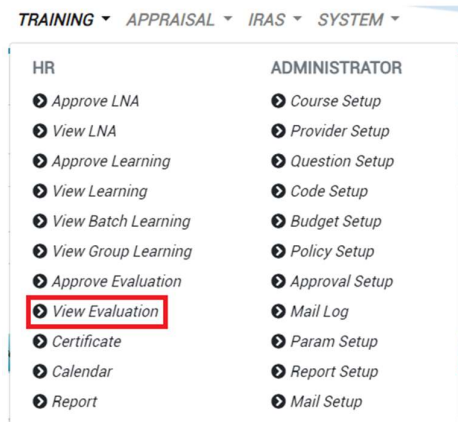 TRAINING APPRAISAL IRAS SYSTEM
HR
Approve LNA
View LNA
Approve Learning
View Learning
View Batch Learning
View Group Learning
Approve Evaluation
View Evaluation
Certificate
Calendar
Report
ADMINISTRATOR
Course Setup
Provider Setup
Question Setup
Code Setup
Budget Setup
Policy Setup
Approval Setup
Mail Log
Param Setup
Report Setup
Mail Setup